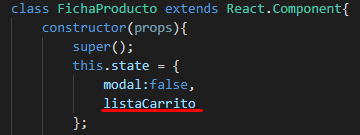 class FichaProducto extends React.Component{
constructor(props){
super();
this.state = {
modal:false,
listaCarrito
};